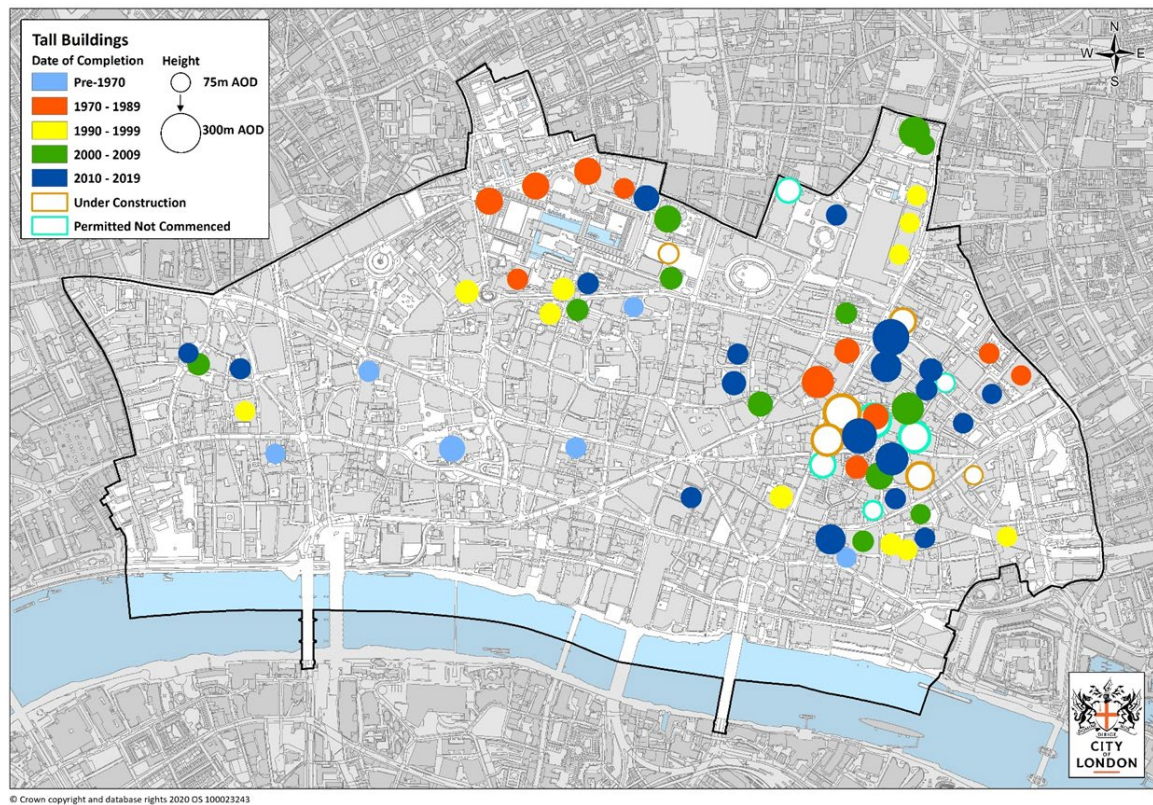 Tall Buildings
Date of Completion
Height
Pre-1970
75m AOD
1970 - 1989
1990 - 1999
300m AOD
2000 - 2009
2010 - 2019
Under Construction
Permitted Not Commenced
N
W E
S
DIRIGE
CITY
OF
LONDON
© Crown copyright and database rights 2020 OS 100023243